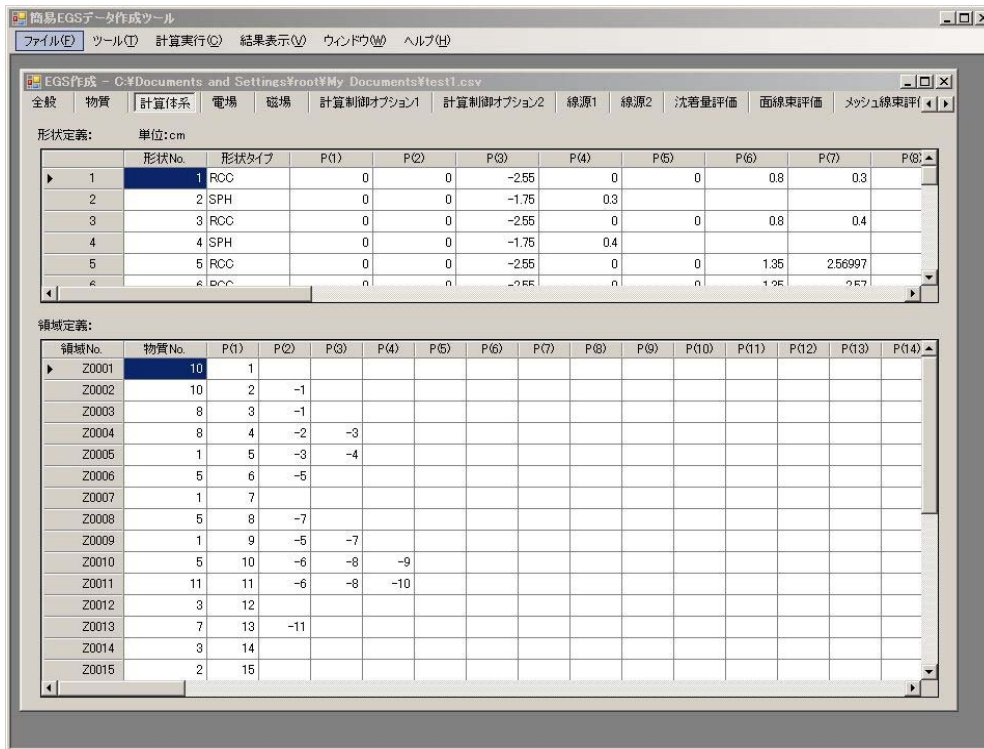 簡易EGSデータ作成ツール
ファイル(F) ツール(T) 計算実行(C) 結果表示(V) ウィンドウ(W) ヘルプ(H)
EGS作成 - C:¥Documents and Settings¥root¥My Documents¥test1.csv
全般 物質 計算体系 電場 磁場 計算制御オプション1 計算制御オプション2 線源1 線源2 沈着量評価 面線束評価 メッシュ線束評価
形状定義: 単位:cm
形状No. 形状タイプ P(1) P(2) P(3) P(4) P(5) P(6) P(7) P(8)
1 1 RCC 0 0 -2.55 0 0 0.8 0.3
2 2 SPH 0 0 -1.75 0.3
3 3 RCC 0 0 -2.55 0 0 0.8 0.4
4 4 SPH 0 0 -1.75 0.4
5 5 RCC 0 0 -2.55 0 0 1.35 2.56997
6 6 RCC 0 0 -2.55 0 0 1.35 2.57
領域定義:
領域No. 物質No. P(1) P(2) P(3) P(4) P(5) P(6) P(7) P(8) P(9) P(10) P(11) P(12) P(13) P(14)
Z0001 10 1
Z0002 10 2 -1
Z0003 8 3 -1
Z0004 8 4 -2 -3
Z0005 1 5 -3 -4
Z0006 5 6 -5
Z0007 1 7
Z0008 5 8 -7
Z0009 1 9 -5 -7
Z0010 5 10 -6 -8 -9
Z0011 11 11 -6 -8 -10
Z0012 3 12
Z0013 7 13 -11
Z0014 3 14
Z0015 2 15